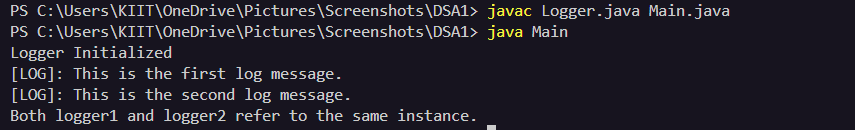 PS C:\Users\KIIT\OneDrive\Pictures\Screenshots\DSA1> javac Logger.java Main.java
PS C:\Users\KIIT\OneDrive\Pictures\Screenshots\DSA1> java Main
Logger Initialized
[LOG]: This is the first log message.
[LOG]: This is the second log message.
Both logger1 and logger2 refer to the same instance.